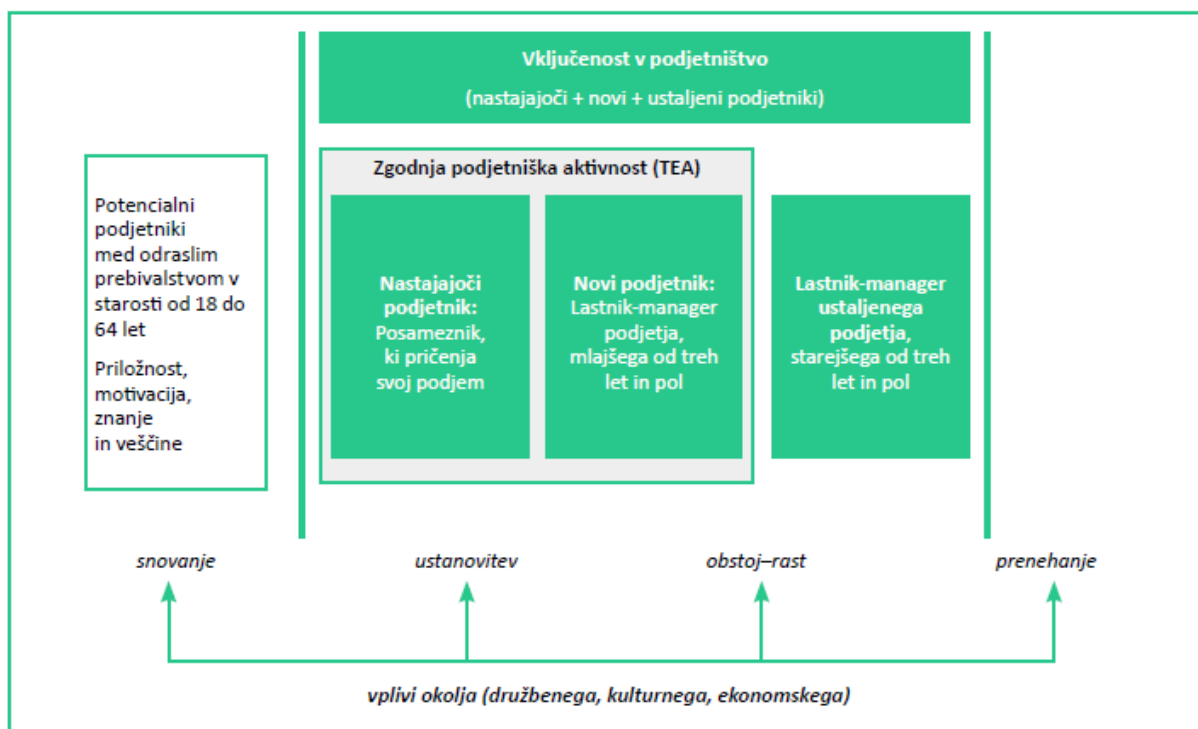 Vključenost v podjetništvo
(nastajajoči + novi + ustaljeni podjetniki)
Zgodnja podjetniška aktivnost (TEA)
Potencialni
podjetniki
med odraslim
prebivalstvom v
starosti od 18 do
64 let
Priložnost,
motivacija,
znanje
in veščine
Nastajajoči
podjetnik:
Posameznik,
ki pričenja
svoj podjem
Novi podjetnik:
Lastnik-manager
podjetja,
mlajšega od treh
let in pol
Lastnik-manager
ustaljenega
podjetja,
starejšega od treh
let in pol
snovanje
ustanovitev
obstoj–rast
prenehanje
vplivi okolja (družbenega, kulturnega, ekonomskega)